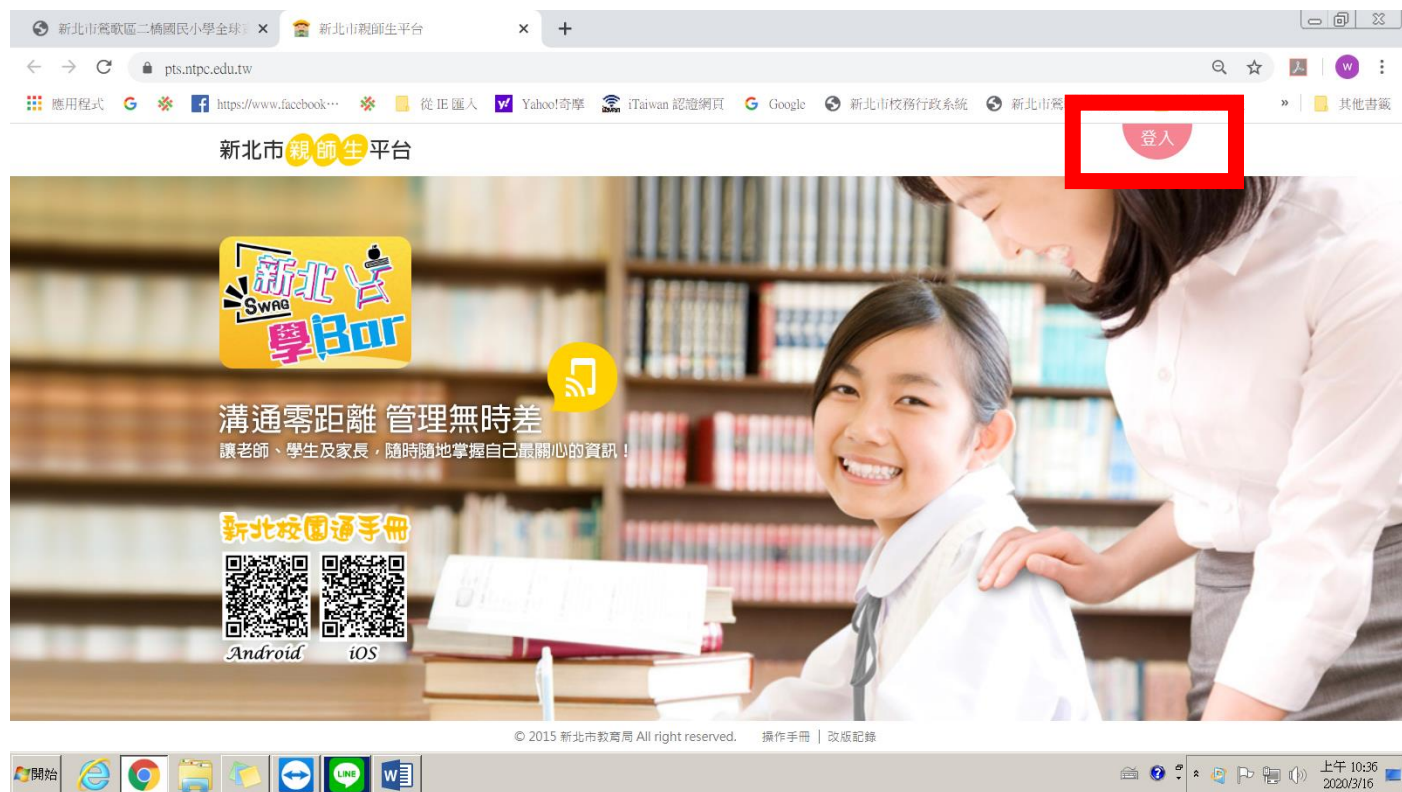 新北市鶯歌區二橋國民小學全球
新北市親師生平台
pts.ntpc.edu.tw
W
應用程式
G
https://www.facebook…
從 IE 匯入
Yahoo!奇摩
iTaiwan 認證網頁
G Google
新北市校務行政系統
新北市鶯
»
其他書籤
新北市親師生平台
登入
新北
SWAG
學Bar
溝通零距離 管理無時差
讓老師、學生及家長，隨時隨地掌握自己最關心的資訊！
新北校園通手冊
Android iOS
© 2015 新北市教育局 All right reserved. 操作手冊 | 改版記錄
開始
LINE
W
上午 10:36
2020/3/16